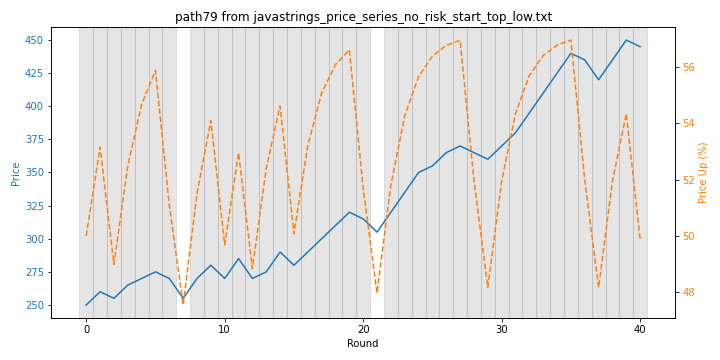 path79 from javastrings_price_series_no_risk_start_top_low.txt
450
425
400
375
350
325
300
275
250
Price
56
54
52
50
48
Price Up (%)
0 10 20 30 40
Round